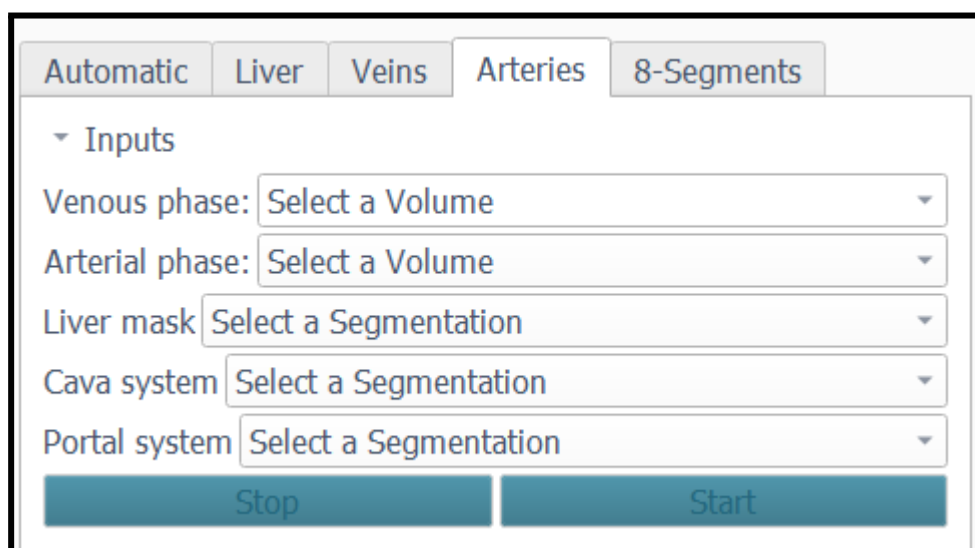 Automatic Liver Veins Arteries 8-Segments
Inputs
Venous phase: Select a Volume
Arterial phase: Select a Volume
Liver mask Select a Segmentation
Cava system Select a Segmentation
Portal system Select a Segmentation
Stop Start